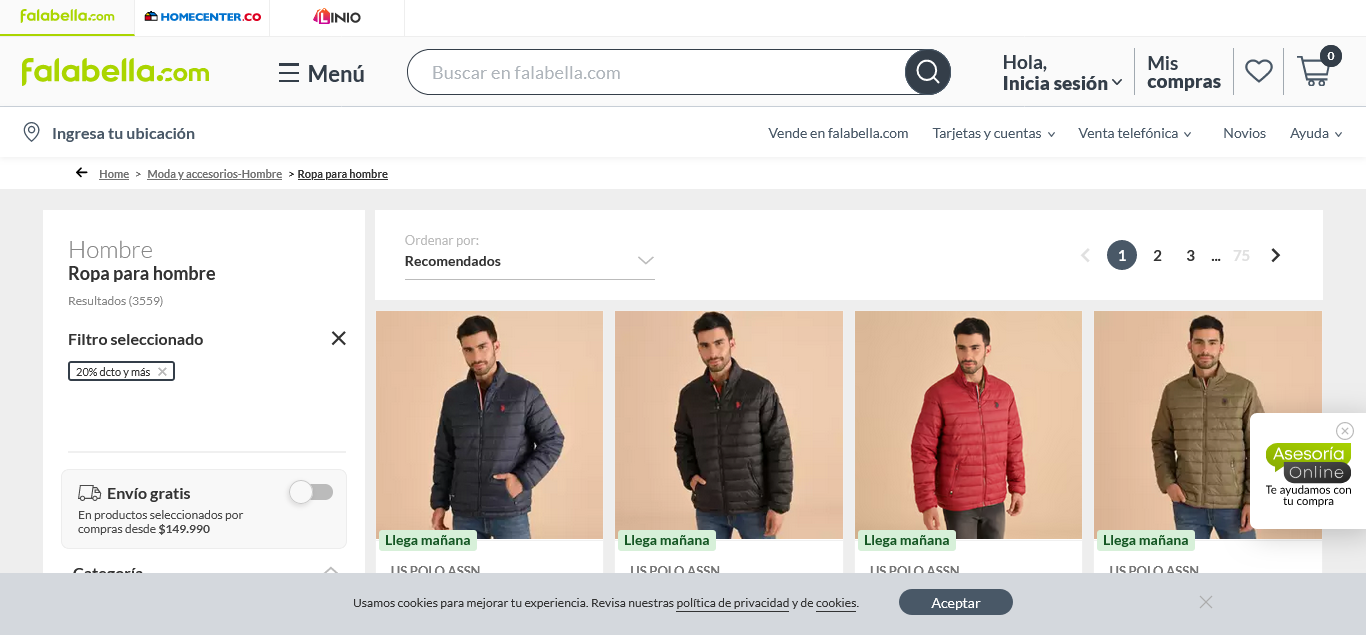 falabella.com
HOMECENTER.CO
LINIO
falabella.com
Menú
Buscar en falabella.com
Hola,
Inicia sesión
Mis
compras
0
Ingresa tu ubicación
Vende en falabella.com
Tarjetas y cuentas
Venta telefónica
Novios
Ayuda
Home > Moda y accesorios-Hombre > Ropa para hombre
Hombre
Ropa para hombre
Resultados (3559)
Filtro seleccionado
20% dcto y más
Envío gratis
En productos seleccionados por
compras desde $149.990
Categoría
Ordenar por:
Recomendados
1 2 3 ... 75
Llega mañana
Llega mañana
Llega mañana
Llega mañana
US POLO ASSN
US POLO ASSN
US POLO ASSN
US POLO ASSN
Asesoría
Online
Te ayudamos con
tu compra
Usamos cookies para mejorar tu experiencia. Revisa nuestras política de privacidad y de cookies.
Aceptar